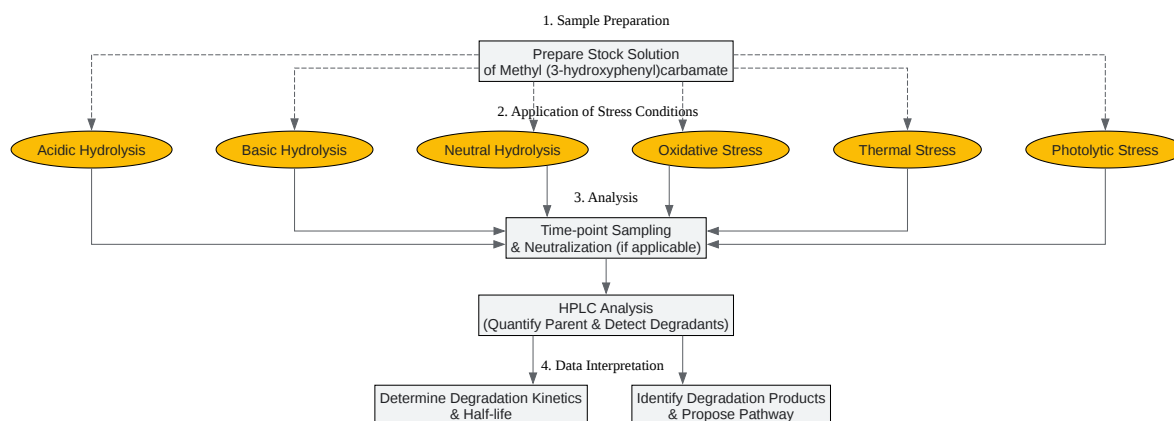 1. Sample Preparation
Prepare Stock Solution
of Methyl (3-hydroxyphenyl)carbamate
2. Application of Stress Conditions
Acidic Hydrolysis
Basic Hydrolysis
Neutral Hydrolysis
Oxidative Stress
Thermal Stress
Photolytic Stress
3. Analysis
Time-point Sampling
& Neutralization (if applicable)
HPLC Analysis
(Quantify Parent & Detect Degradants)
4. Data Interpretation
Determine Degradation Kinetics
& Half-life
Identify Degradation Products
& Propose Pathway